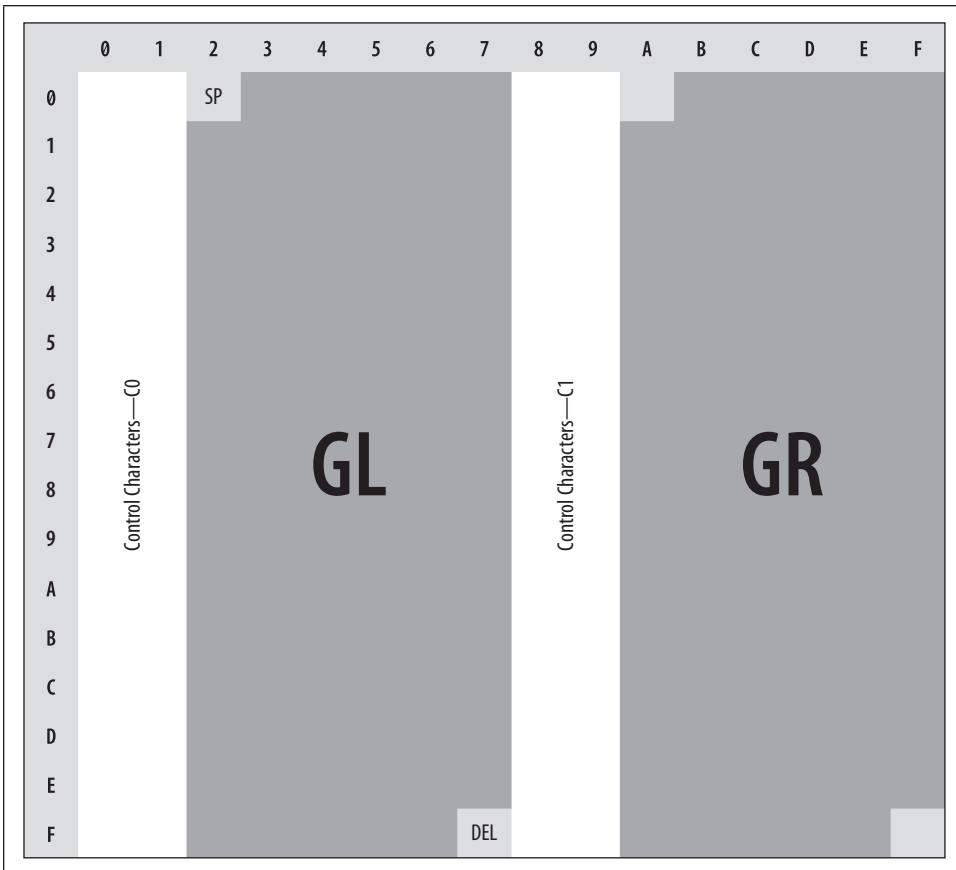 0 1 2 3 4 5 6 7 8 9 A B C D E F
0 SP
1
2
3
4
5
6
7
8
9
A
B
C
D
E
F DEL
Control Characters—C0
GL
Control Characters—C1
GR